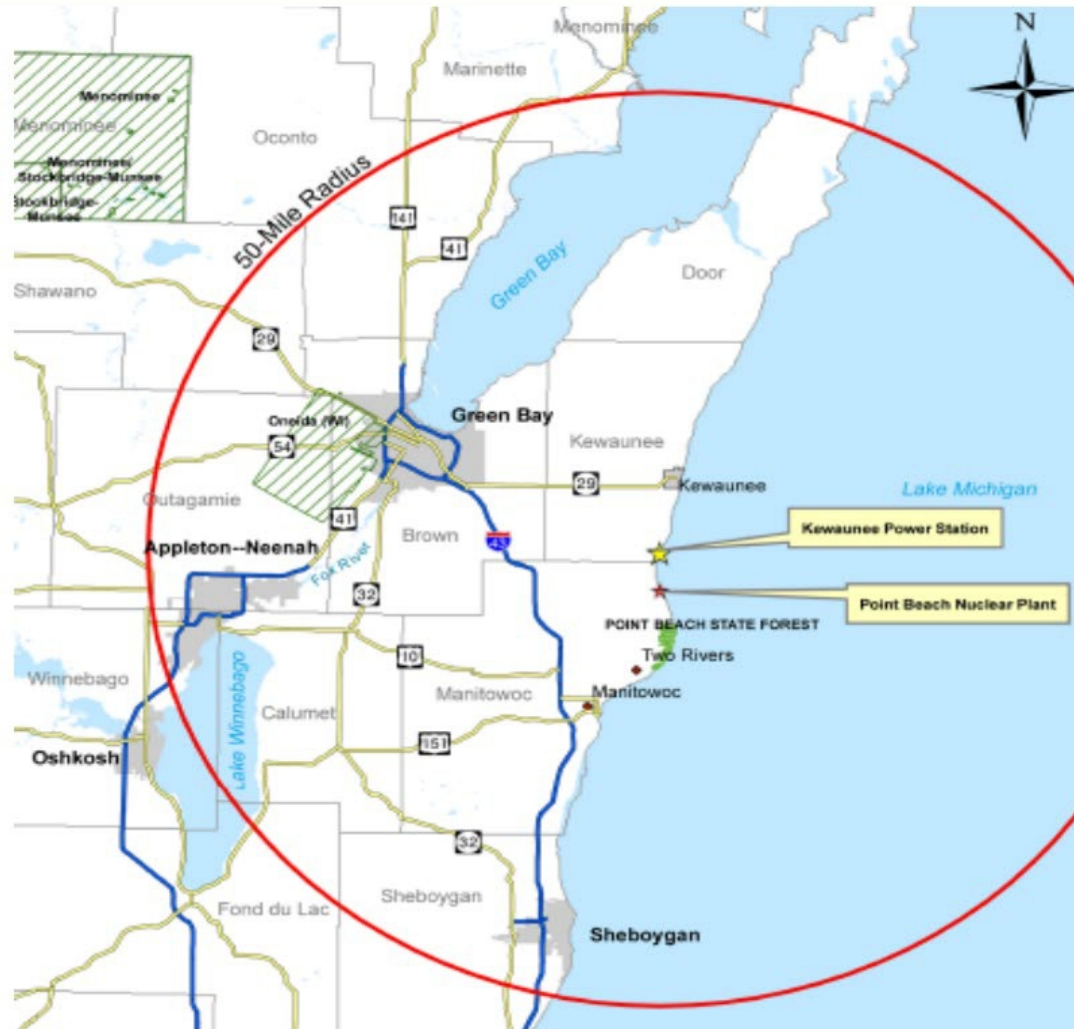 N
Menominee
Marinette
Menominee
Menominee
Oconto
Menominee/
Stockbridge-Munsee
Stockbridge-
Munsee
50-Mile Radius
141
41
Green Bay
Door
Shawano
29
Oneida (WI)
Green Bay
54
Kewaunee
29
Kewaunee
Lake Michigan
Outagamie
41
Kewaunee Power Station
Brown
43
Appleton--Neenah
Fox River
32
Point Beach Nuclear Plant
POINT BEACH STATE FOREST
10
Two Rivers
Winnebago
Manitowoc
Manitowoc
Calumet
Lake Winnebago
151
Oshkosh
32
Sheboygan
Fond du Lac
Sheboygan